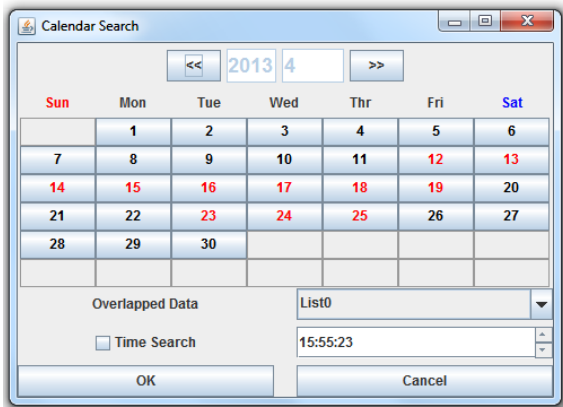 Calendar Search
<< 2013 4 >>
Sun Mon Tue Wed Thr Fri Sat
1 2 3 4 5 6
7 8 9 10 11 12 13
14 15 16 17 18 19 20
21 22 23 24 25 26 27
28 29 30
Overlapped Data List0
Time Search 15:55:23
OK Cancel